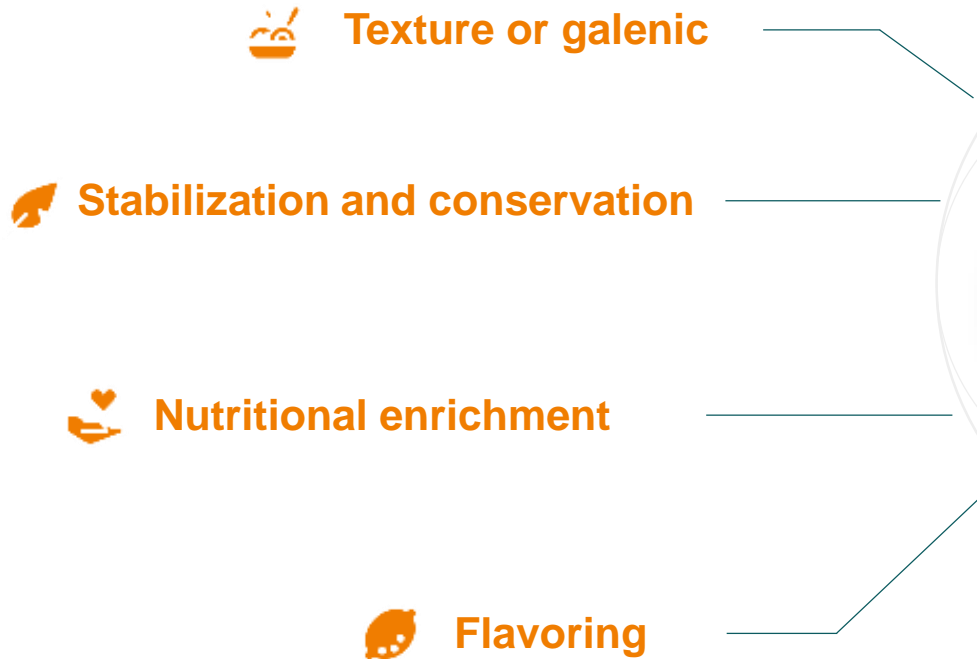 Texture or galenic
Stabilization and conservation
Nutritional enrichment
Flavoring